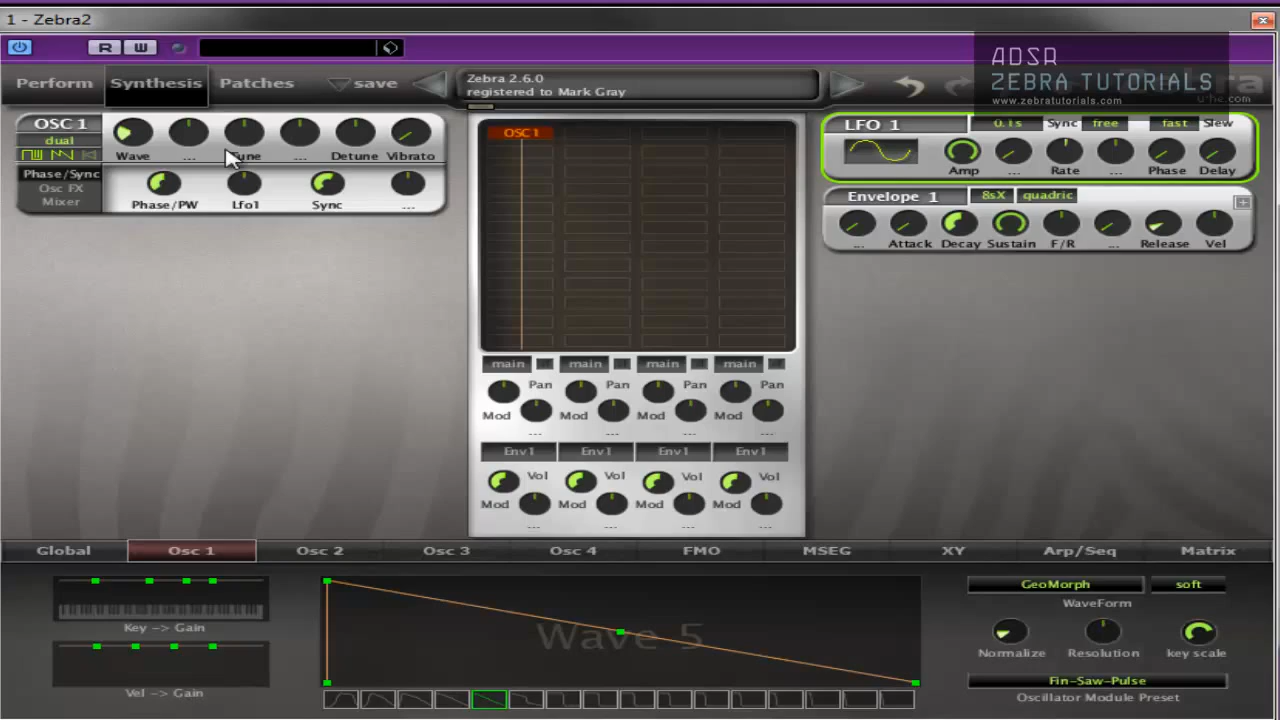 1 - Zebra2
R W
ADSR
ZEBRA TUTORIALS
www.zebratutorials.com
Perform Synthesis Patches save
Zebra 2.6.0
registered to Mark Gray
u-he.com
OSC 1
dual
Wave ... Tune ... Detune Vibrato
Phase/Sync
Osc FX
Mixer
Phase/PW Lfo1 Sync ...
OSC 1
main main main main
Pan Pan Pan Pan
Mod Mod Mod Mod
... ... ... ...
Env1 Env1 Env1 Env1
Vol Vol Vol Vol
Mod Mod Mod Mod
... ... ... ...
LFO 1 0.1s Sync free fast Slew
Amp ... Rate ... Phase Delay
Envelope 1 8sX quadric
... Attack Decay Sustain F/R ... Release Vel
Global Osc 1 Osc 2 Osc 3 Osc 4 FMO MSEG XY Arp/Seq Matrix
Key -> Gain
Vel -> Gain
Wave 5
GeoMorph soft
WaveForm
Normalize Resolution key scale
Fin-Saw-Pulse
Oscillator Module Preset